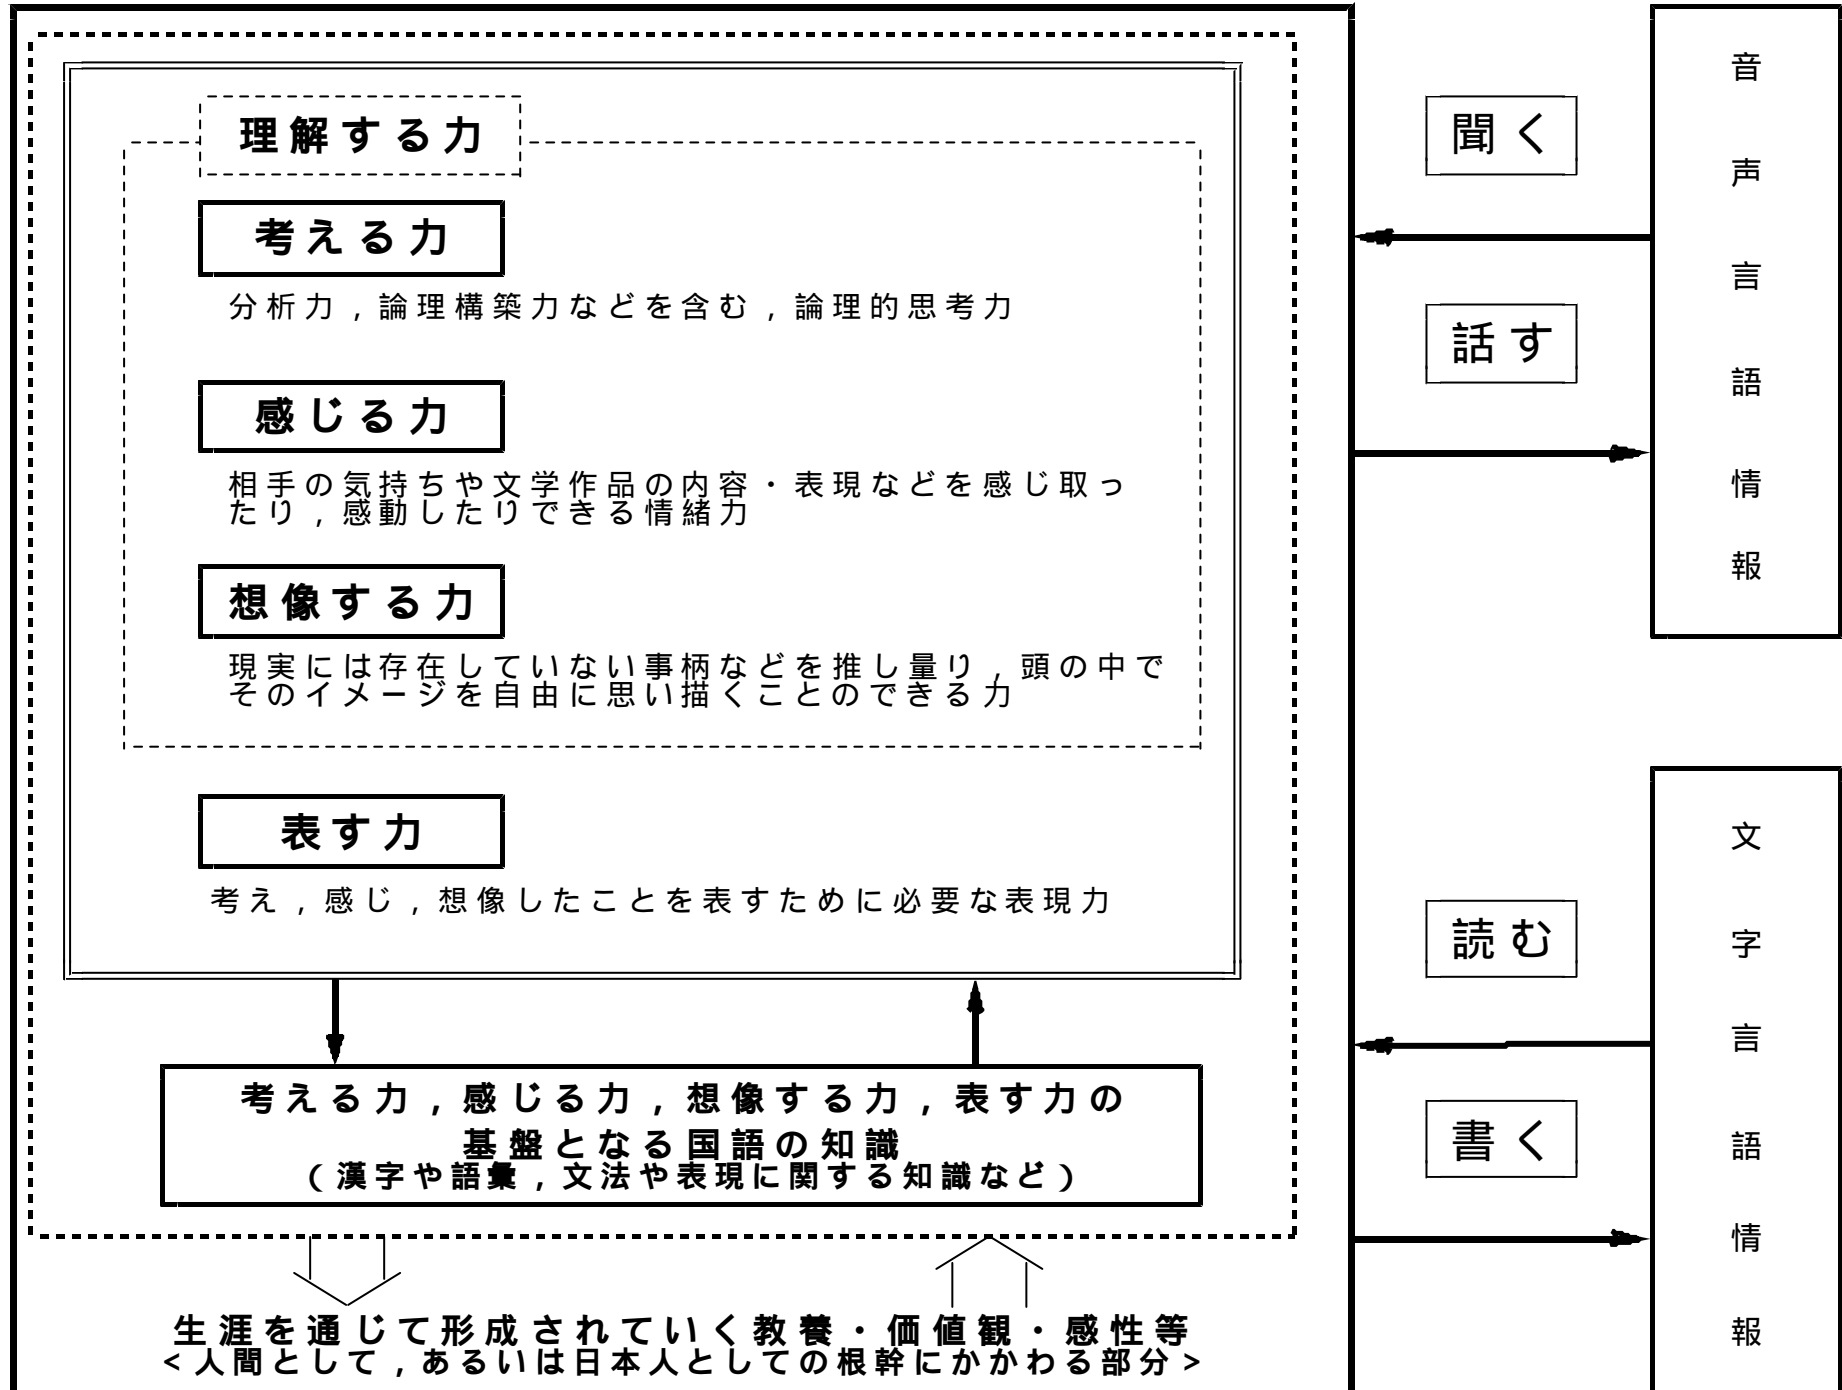 理解する力
考える力
分析力，論理構築力などを含む，論理的思考力
感じる力
相手の気持ちや文学作品の内容・表現などを感じ取っ
たり，感動したりできる情緒力
想像する力
現実には存在していない事柄などを推し量り，頭の中で
そのイメージを自由に思い描くことのできる力
表す力
考え，感じ，想像したことを表すために必要な表現力
考える力，感じる力，想像する力，表す力の
基盤となる国語の知識
（漢字や語彙，文法や表現に関する知識など）
生涯を通じて形成されていく教養・価値観・感性等
＜人間として，あるいは日本人としての根幹にかかわる部分＞
聞く
話す
読む
書く
音声言語情報
文字言語情報